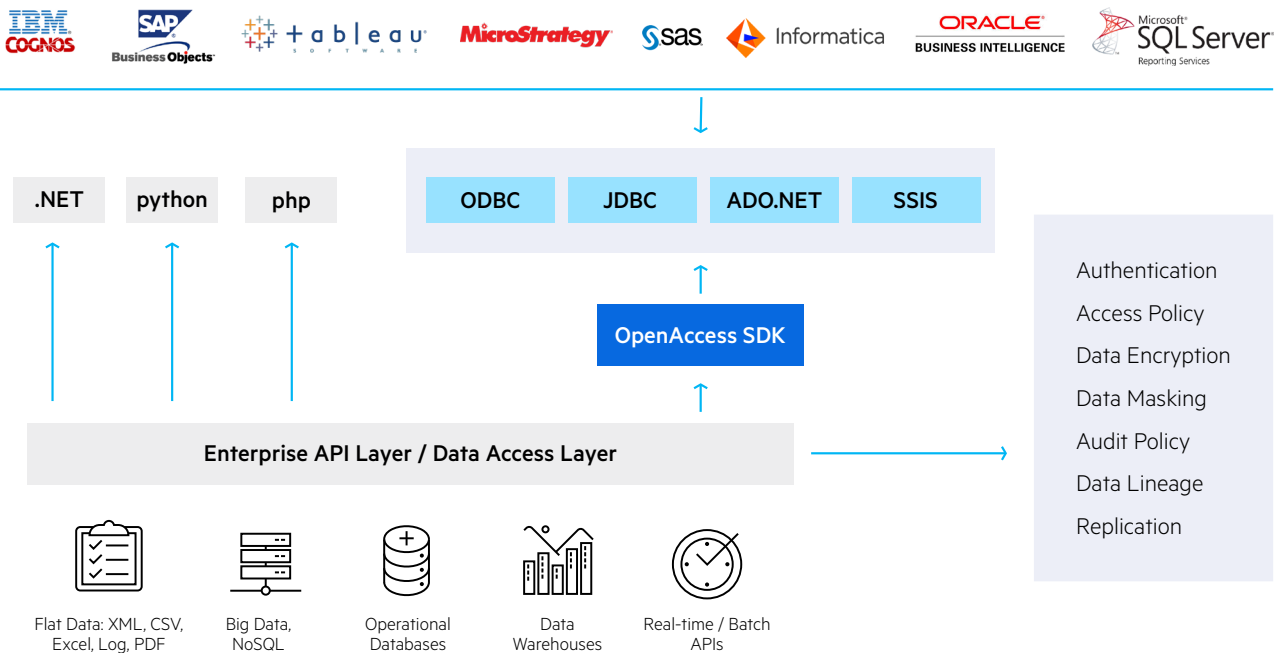 IBM
COGNOS
SAP
Business Objects
+ a b l e a u
S O F T W A R E
MicroStrategy
sas
Informatica
ORACLE
BUSINESS INTELLIGENCE
Microsoft
SQL Server
Reporting Services
.NET
python
php
ODBC
JDBC
ADO.NET
SSIS
OpenAccess SDK
Enterprise API Layer / Data Access Layer
Authentication
Access Policy
Data Encryption
Data Masking
Audit Policy
Data Lineage
Replication
Flat Data: XML, CSV,
Excel, Log, PDF
Big Data,
NoSQL
Operational
Databases
Data
Warehouses
Real-time / Batch
APIs